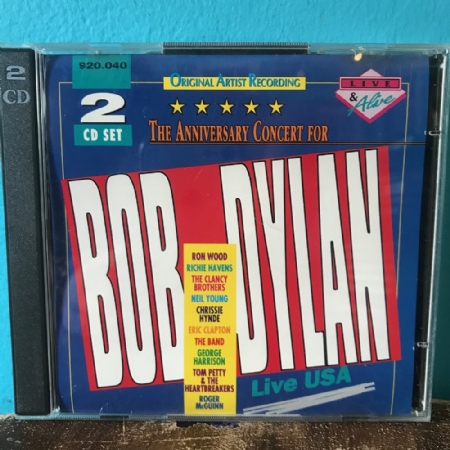 2
CD
920.040
2
CD SET
ORIGINAL ARTIST RECORDING
LIVE
& Alive
THE ANNIVERSARY CONCERT FOR
BOB DYLAN
RON WOOD
RICHIE HAVENS
THE CLANCY
BROTHERS
NEIL YOUNG
CHRISSIE
HYNDE
ERIC CLAPTON
THE BAND
GEORGE
HARRISON
TOM PETTY
& THE
HEARTBREAKERS
ROGER
McGUINN
Live USA